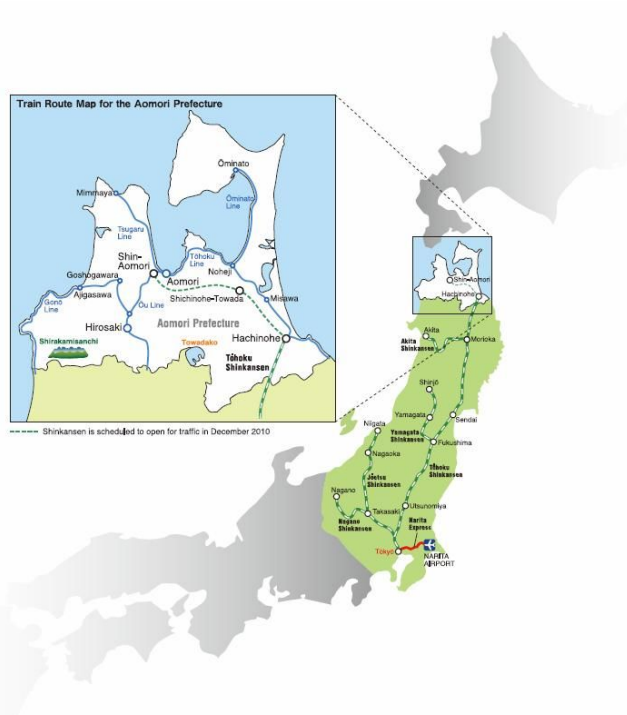 Train Route Map for the Aomori Prefecture
Ōminato
Mimmaya
Ōminato
Line
Tsugaru
Line
Shin-
Aomori
Tōhoku
Line
Noheji
Goshogawara
Aomori
Ajigasawa
Shichinohe-Towada
Misawa
Gonō
Line
Ōu Line
Hirosaki
Aomori Prefecture
Hachinohe
Shirakamisanchi
Towadako
Tōhoku
Shinkansen
Shinkansen is scheduled to open for traffic in December 2010
Shin-Aomori
Hachinohe
Akita
Akita
Shinkansen
Morioka
Shinjō
Yamagata
Sendai
Niigata
Yamagata
Shinkansen
Fukushima
Nagaoka
Tōhoku
Shinkansen
Jōetsu
Shinkansen
Nagano
Utsunomiya
Takasaki
Nagano
Shinkansen
Narita
Express
Tōkyō
NARITA
AIRPORT